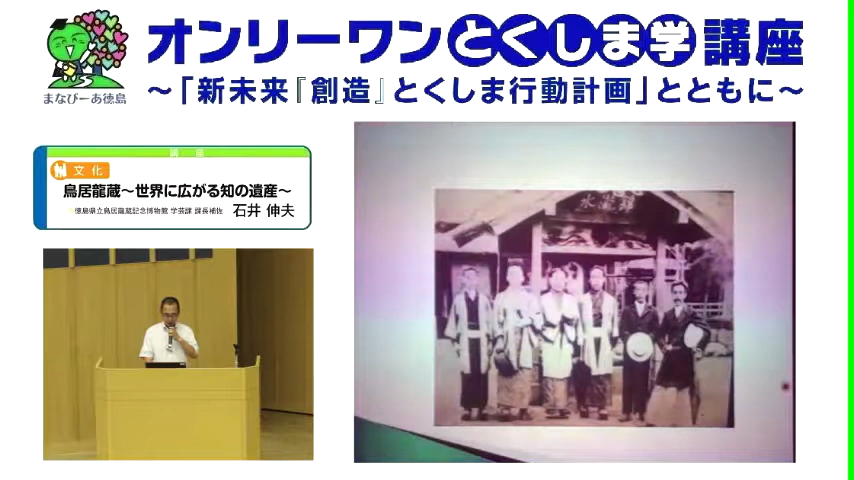 オンリーワンとくしま学講座
～「新未来『創造』とくしま行動計画」とともに～
まなびーあ徳島
講座
文化
鳥居龍蔵～世界に広がる知の遺産～
徳島県立鳥居龍蔵記念博物館 学芸課 課長補佐 石井 伸夫